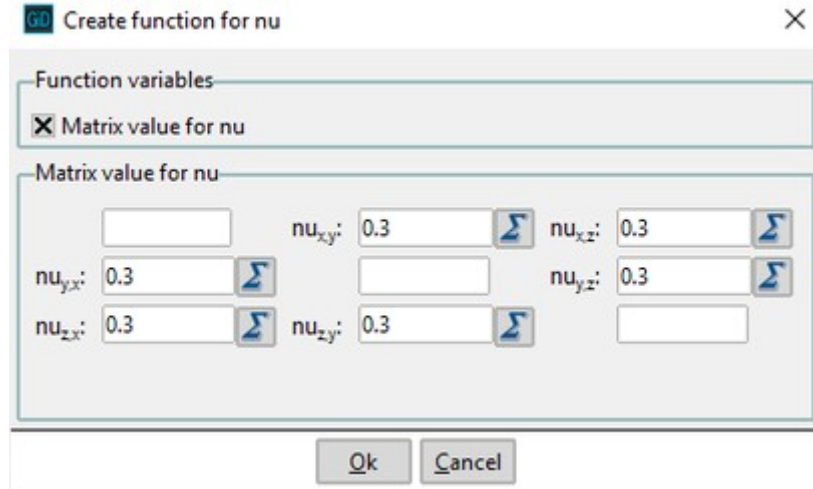 GiD Create function for nu
Function variables
Matrix value for nu
Matrix value for nu
nux,y: 0.3 Σ nux,z: 0.3 Σ
nuy,x: 0.3 Σ nuy,z: 0.3 Σ
nuz,x: 0.3 Σ nuz,y: 0.3 Σ
Ok Cancel